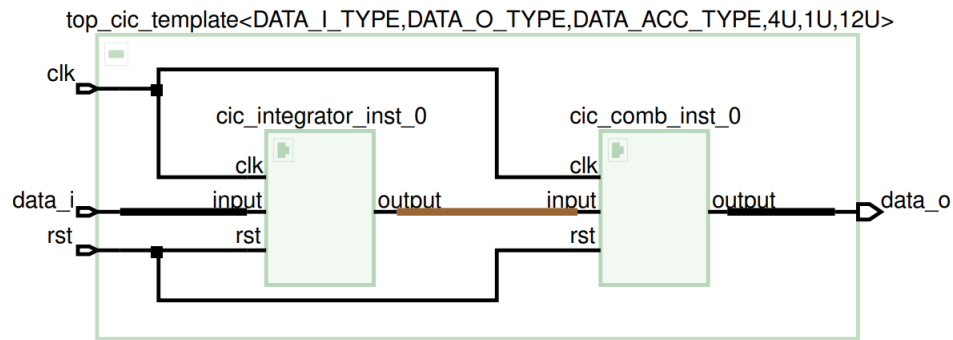 top_cic_template<DATA_I_TYPE,DATA_O_TYPE,DATA_ACC_TYPE,4U,1U,12U>
clk
cic_integrator_inst_0 cic_comb_inst_0
clk clk
data_i input output input output data_o
rst rst rst